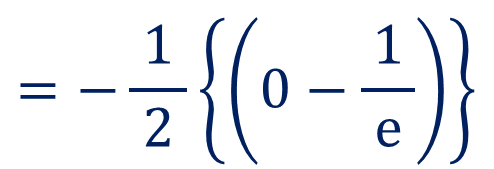 = − 1/2 {(0 − 1/e)}